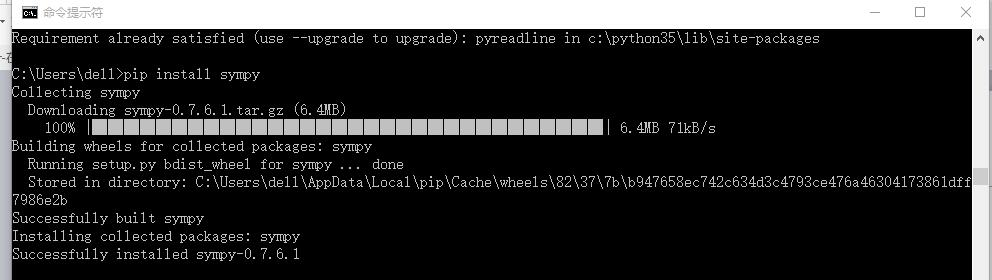 命令提示符
Requirement already satisfied (use --upgrade to upgrade): pyreadline in c:\python35\lib\site-packages
C:\Users\dell>pip install sympy
Collecting sympy
Downloading sympy-0.7.6.1.tar.gz (6.4MB)
100% |████████████████████████████████| 6.4MB 71kB/s
Building wheels for collected packages: sympy
Running setup.py bdist_wheel for sympy ... done
Stored in directory: C:\Users\dell\AppData\Local\pip\Cache\wheels\82\37\7b\b947658ec742c634d3c4793ce476a46304173861dff
7986e2b
Successfully built sympy
Installing collected packages: sympy
Successfully installed sympy-0.7.6.1